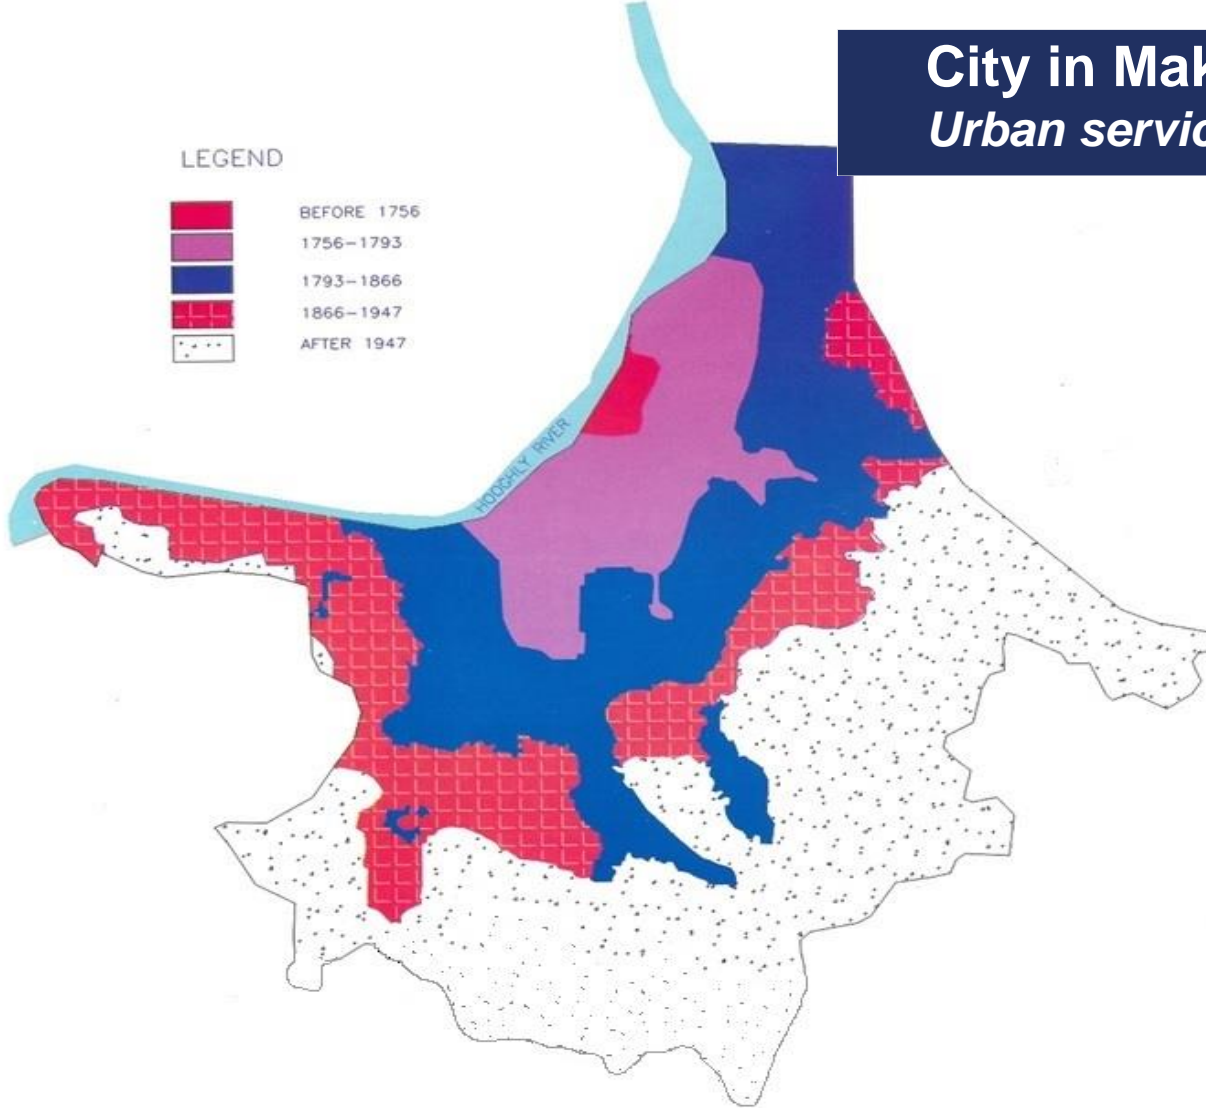 City in Mak
Urban servic
LEGEND
BEFORE 1756
1756–1793
1793–1866
1866–1947
AFTER 1947
HOOGHLY RIVER